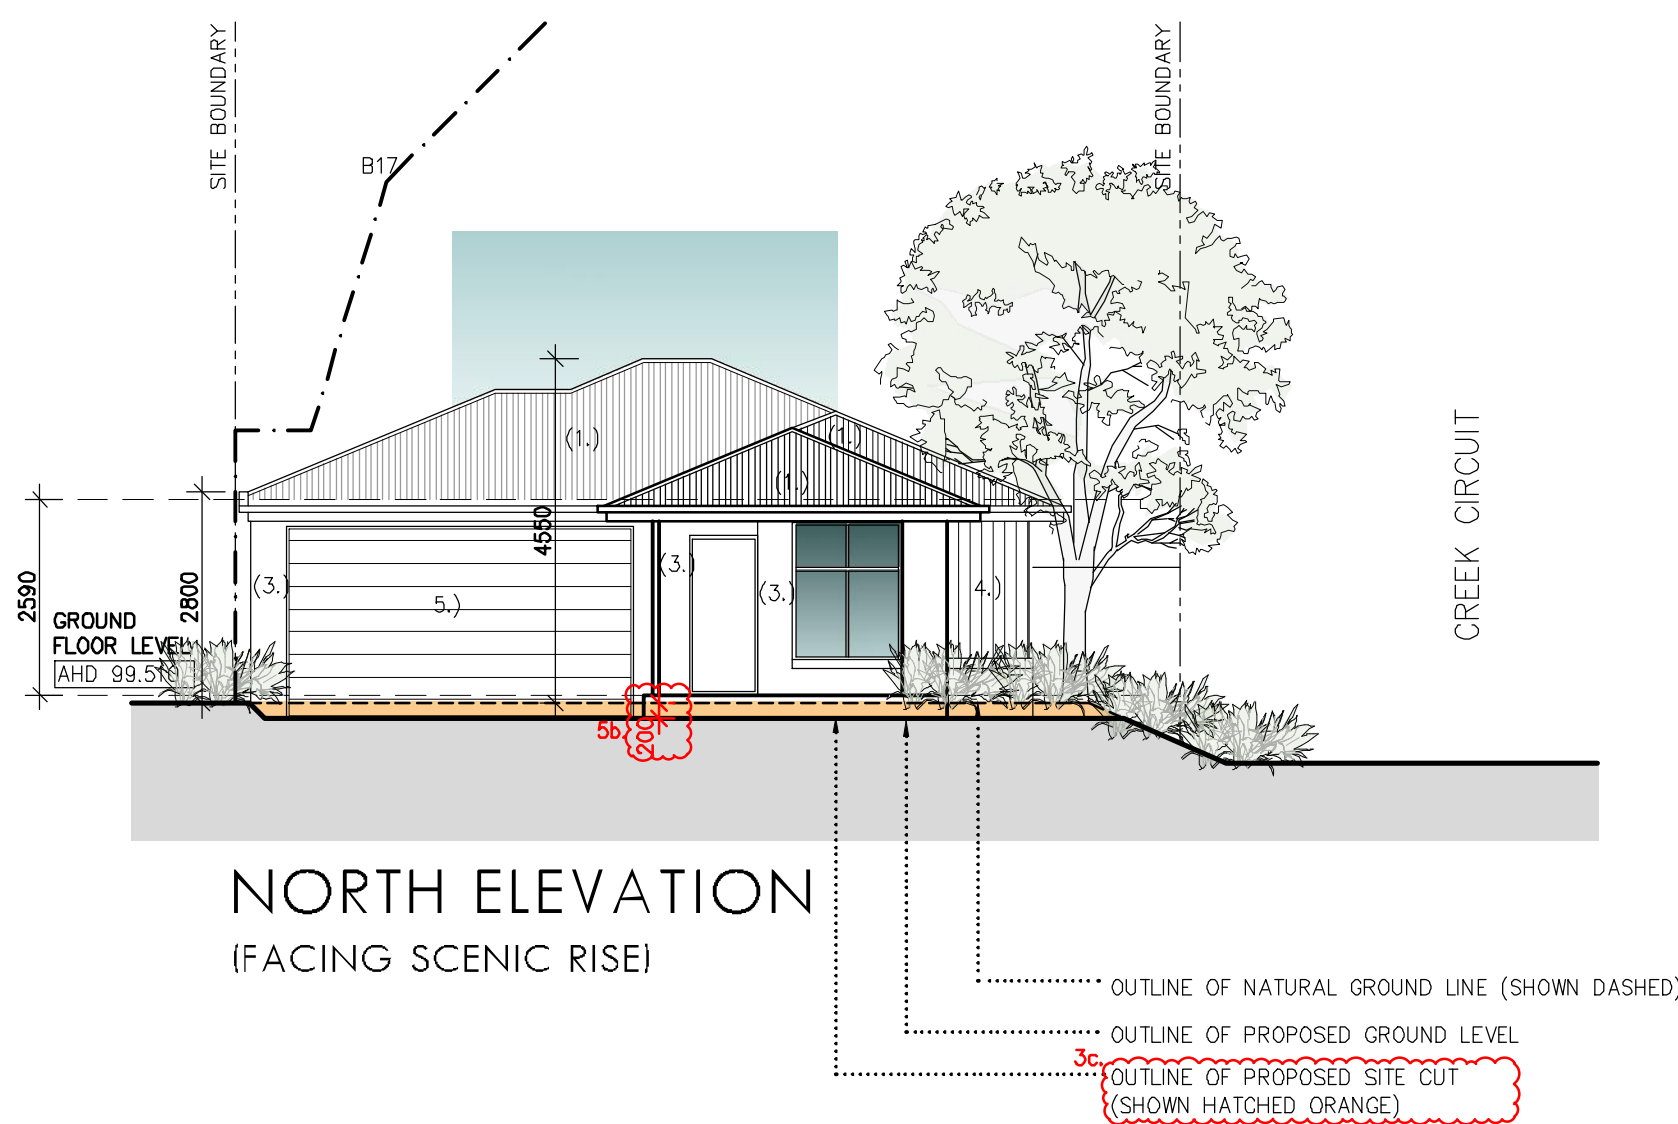 SITE BOUNDARY
SITE BOUNDARY
B17
(1.)
(1.)
(1.)
4550
CREEK CIRCUIT
2590
2800
(3.)
5.)
(3.)
(3.)
4.)
GROUND
FLOOR LEVEL
AHD
5b.
200
NORTH ELEVATION
(FACING SCENIC RISE)
OUTLINE OF NATURAL GROUND LINE (SHOWN DASHED)
OUTLINE OF PROPOSED GROUND LEVEL
3c.
OUTLINE OF PROPOSED SITE CUT
(SHOWN HATCHED ORANGE)